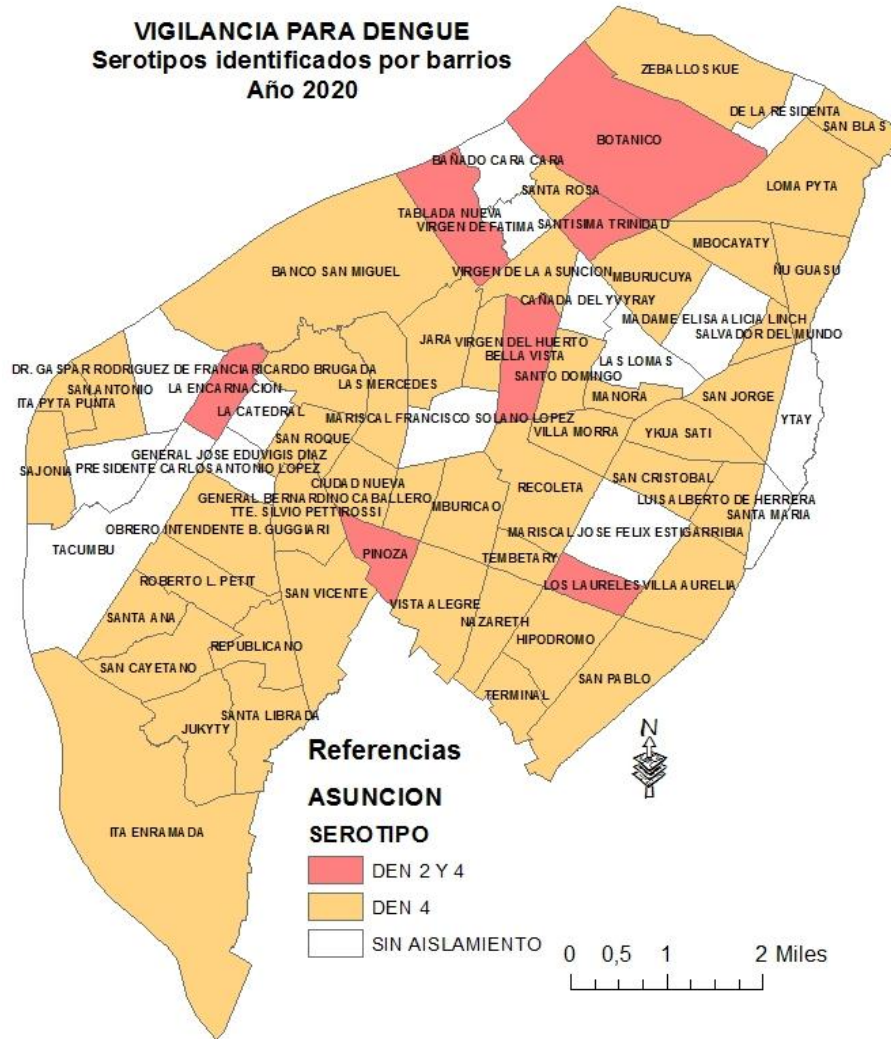 VIGILANCIA PARA DENGUE
Serotipos identificados por barrios
Año 2020
ZEBALLOS KUE
DE LA RESIDENTA
SAN BLAS
BOTANICO
BAÑADO CARA CARA
SANTA ROSA
LOMA PYTA
TABLADA NUEVA
VIRGEN DE FATIMA
SANTISIMA TRINIDAD
MBOCAYATY
BANCO SAN MIGUEL
VIRGEN DE LA ASUNCION
MBURUCUYA
ÑU GUASU
CAÑADA DEL YVYRAY
MADAME ELISA ALICIA LINCH
SALVADOR DEL MUNDO
JARA
VIRGEN DEL HUERTO
BELLA VISTA
LAS LOMAS
DR. GASPAR RODRIGUEZ DE FRANCIA
RICARDO BRUGADA
SANTO DOMINGO
SAN ANTONIO
LA ENCARNACION
LAS MERCEDES
MANORA
SAN JORGE
ITA PYTA PUNTA
LA CATEDRAL
MARISCAL FRANCISCO SOLANO LOPEZ
YTAY
VILLA MORRA
YKUA SATI
SAN ROQUE
GENERAL JOSE EDUVIGIS DIAZ
SAJONIA
PRESIDENTE CARLOS ANTONIO LOPEZ
CIUDAD NUEVA
RECOLETA
SAN CRISTOBAL
GENERAL BERNARDINO CABALLERO
MBURICAO
LUIS ALBERTO DE HERRERA
TTE. SILVIO PETTIROSSI
SANTA MARIA
OBRERO INTENDENTE B. GUGGIARI
MARISCAL JOSE FELIX ESTIGARRIBIA
TACUMBU
PINOZA
TEMBETARY
ROBERTO L. PETIT
LOS LAURELES
VILLA AURELIA
SAN VICENTE
VISTA ALEGRE
SANTA ANA
NAZARETH
REPUBLICANO
HIPODROMO
SAN CAYETANO
SAN PABLO
TERMINAL
SANTA LIBRADA
JUKYTY
N
Referencias
ASUNCION
SEROTIPO
ITA ENRAMADA
DEN 2 Y 4
DEN 4
SIN AISLAMIENTO
0 0,5 1 2 Miles